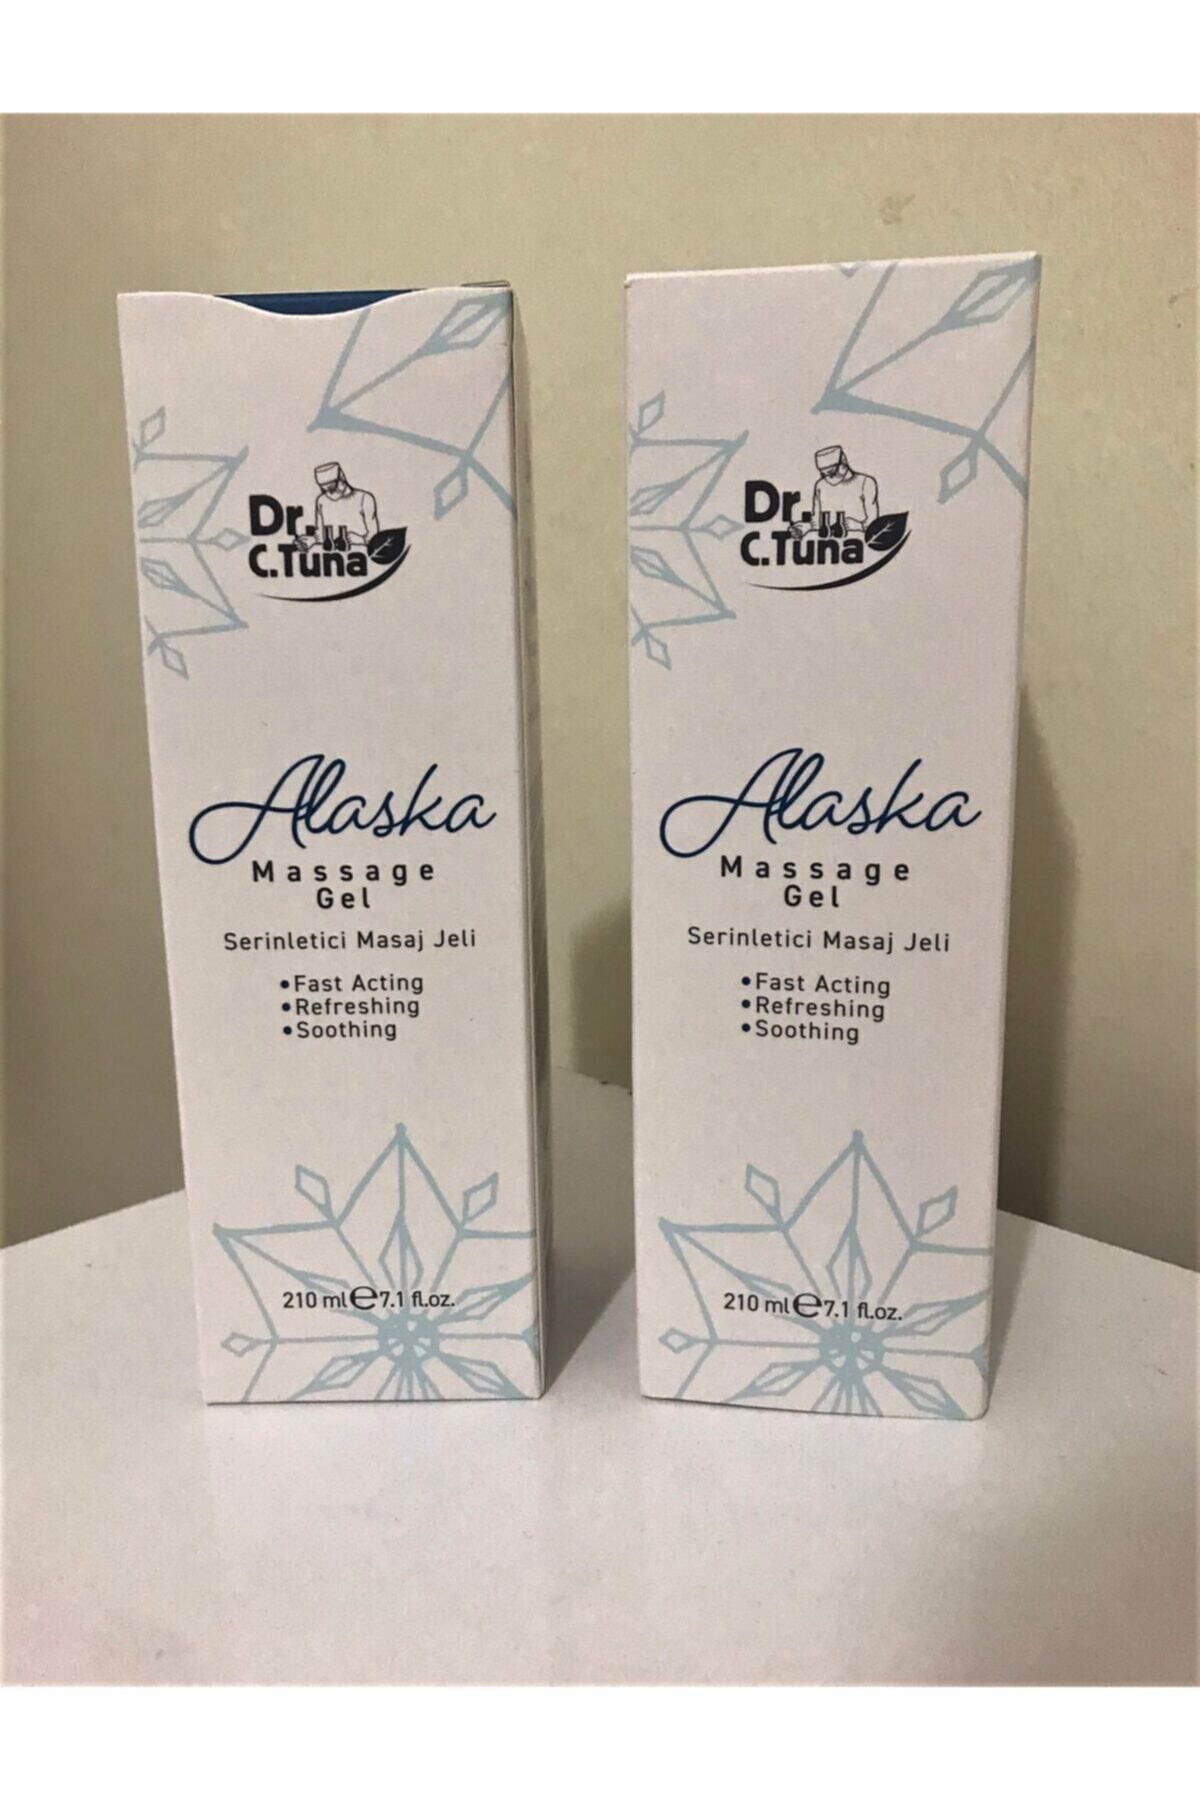 Dr.
C.Tuna
Alaska
Massage
Gel
Serinletici Masaj Jeli
•Fast Acting
•Refreshing
•Soothing
210 ml℮7.1 fl.oz.
Dr.
C.Tuna
Alaska
Massage
Gel
Serinletici Masaj Jeli
•Fast Acting
•Refreshing
•Soothing
210 ml℮7.1 fl.oz.